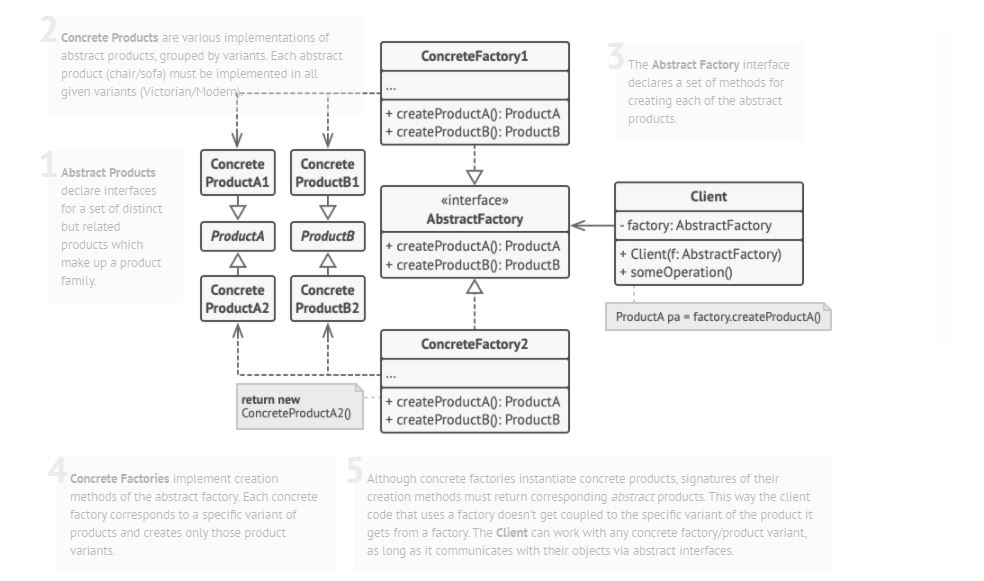 2
Concrete Products are various implementations of
abstract products, grouped by variants. Each abstract
product (chair/sofa) must be implemented in all
given variants (Victorian/Modern).
ConcreteFactory1
...
+ createProductA(): ProductA
+ createProductB(): ProductB
3
The Abstract Factory interface
declares a set of methods for
creating each of the abstract
products.
1
Abstract Products
declare interfaces
for a set of distinct
but related
products which
make up a product
family.
Concrete
ProductA1
Concrete
ProductB1
ProductA
ProductB
Concrete
ProductA2
Concrete
ProductB2
«interface»
AbstractFactory
+ createProductA(): ProductA
+ createProductB(): ProductB
Client
- factory: AbstractFactory
+ Client(f: AbstractFactory)
+ someOperation()
ProductA pa = factory.createProductA()
ConcreteFactory2
...
+ createProductA(): ProductA
+ createProductB(): ProductB
return new
ConcreteProductA2()
4
Concrete Factories implement creation
methods of the abstract factory. Each concrete
factory corresponds to a specific variant of
products and creates only those product
variants.
5
Although concrete factories instantiate concrete products, signatures of their
creation methods must return corresponding abstract products. This way the client
code that uses a factory doesn't get coupled to the specific variant of the product it
gets from a factory. The Client can work with any concrete factory/product variant,
as long as it communicates with their objects via abstract interfaces.